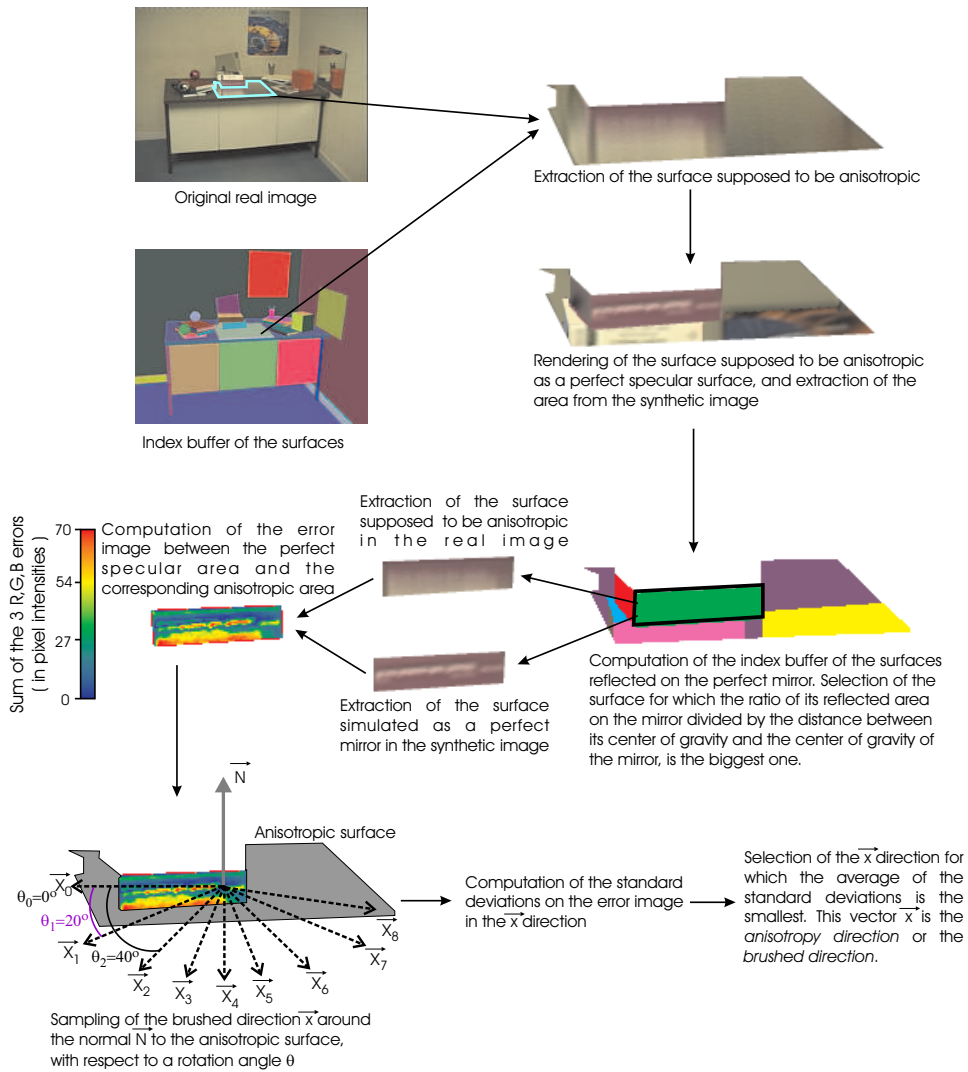 Original real image
Extraction of the surface supposed to be anisotropic
Index buffer of the surfaces
Rendering of the surface supposed to be anisotropic
as a perfect specular surface, and extraction of the
area from the synthetic image
Sum of the 3 R,G,B errors
( in pixel intensities )
70
54
27
0
Computation of the error
image between the perfect
specular area and the
corresponding anisotropic area
Extraction of the surface
supposed to be anisotropic
in the real image
Extraction of the surface
simulated as a perfect
mirror in the synthetic image
Computation of the index buffer of the surfaces
reflected on the perfect mirror. Selection of the
surface for which the ratio of its reflected area
on the mirror divided by the distance between
its center of gravity and the center of gravity of
the mirror, is the biggest one.
N
Anisotropic surface
X0
θ0=0º
θ1=20º
X1
θ2=40º
X2
X3
X4
X5
X6
X7
X8
Sampling of the brushed direction x around
the normal N to the anisotropic surface,
with respect to a rotation angle θ
Computation of the standard
deviations on the error image
in the x direction
Selection of the x direction for
which the average of the
standard deviations is the
smallest. This vector x is the
anisotropy direction or the
brushed direction.